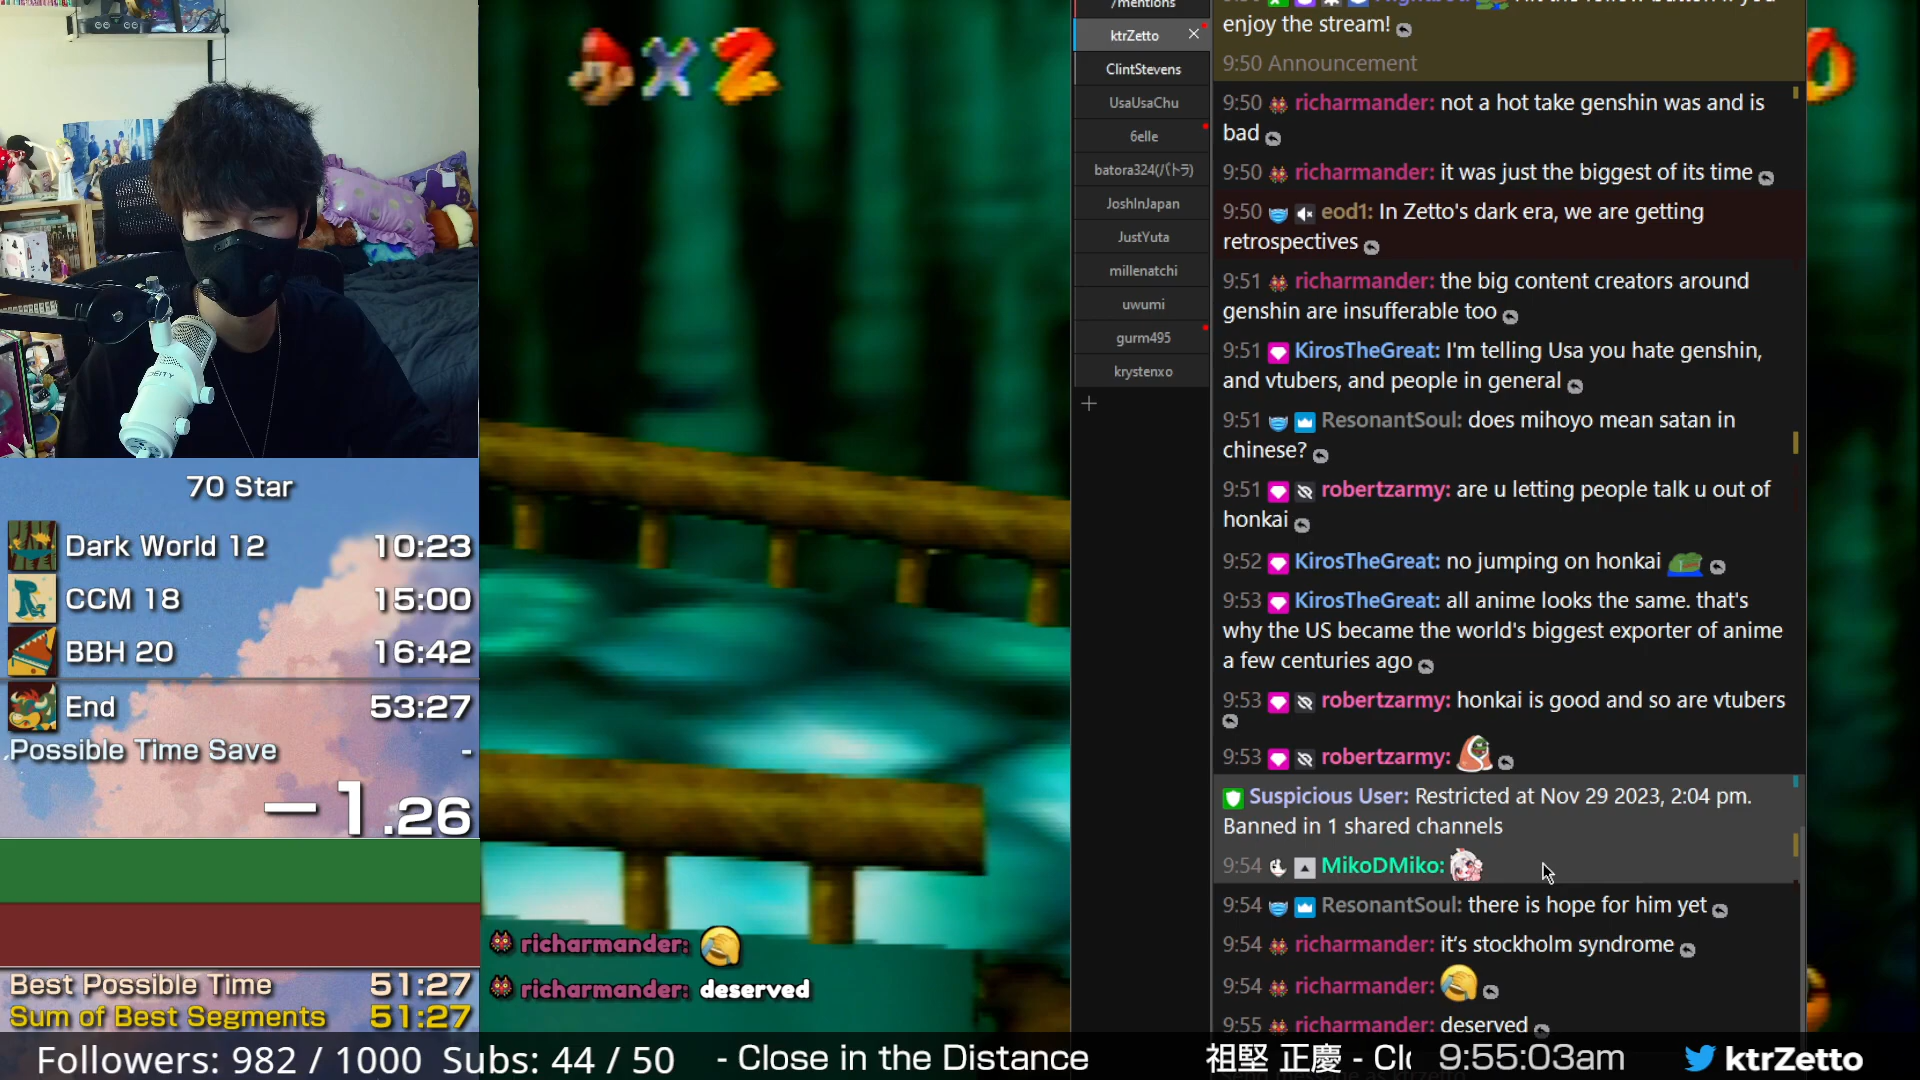 70 Star
Dark World 12 10:23
CCM 18 15:00
BBH 20 16:42
End 53:27
Possible Time Save -
-1.26
Best Possible Time 51:27
Sum of Best Segments 51:27
x 2
richarmander:
richarmander: deserved
/mentions
ktrZetto
ClintStevens
UsaUsaChu
6elle
batora324(バトラ)
JoshInJapan
JustYuta
millenatchi
uwumi
gurm495
krystenxo
+
enjoy the stream!
9:50 Announcement
9:50 richarmander: not a hot take genshin was and is
bad
9:50 richarmander: it was just the biggest of its time
9:50 eod1: In Zetto's dark era, we are getting
retrospectives
9:51 richarmander: the big content creators around
genshin are insufferable too
9:51 KirosTheGreat: I'm telling Usa you hate genshin,
and vtubers, and people in general
9:51 ResonantSoul: does mihoyo mean satan in
chinese?
9:51 robertzarmy: are u letting people talk u out of
honkai
9:52 KirosTheGreat: no jumping on honkai
9:53 KirosTheGreat: all anime looks the same. that's
why the US became the world's biggest exporter of anime
a few centuries ago
9:53 robertzarmy: honkai is good and so are vtubers
9:53 robertzarmy:
Suspicious User: Restricted at Nov 29 2023, 2:04 pm.
Banned in 1 shared channels
9:54 MikoDMiko:
9:54 ResonantSoul: there is hope for him yet
9:54 richarmander: it's stockholm syndrome
9:54 richarmander:
9:55 richarmander: deserved
Followers: 982 / 1000 Subs: 44 / 50 - Close in the Distance 祖堅 正慶 - Clo 9:55:03am ktrZetto